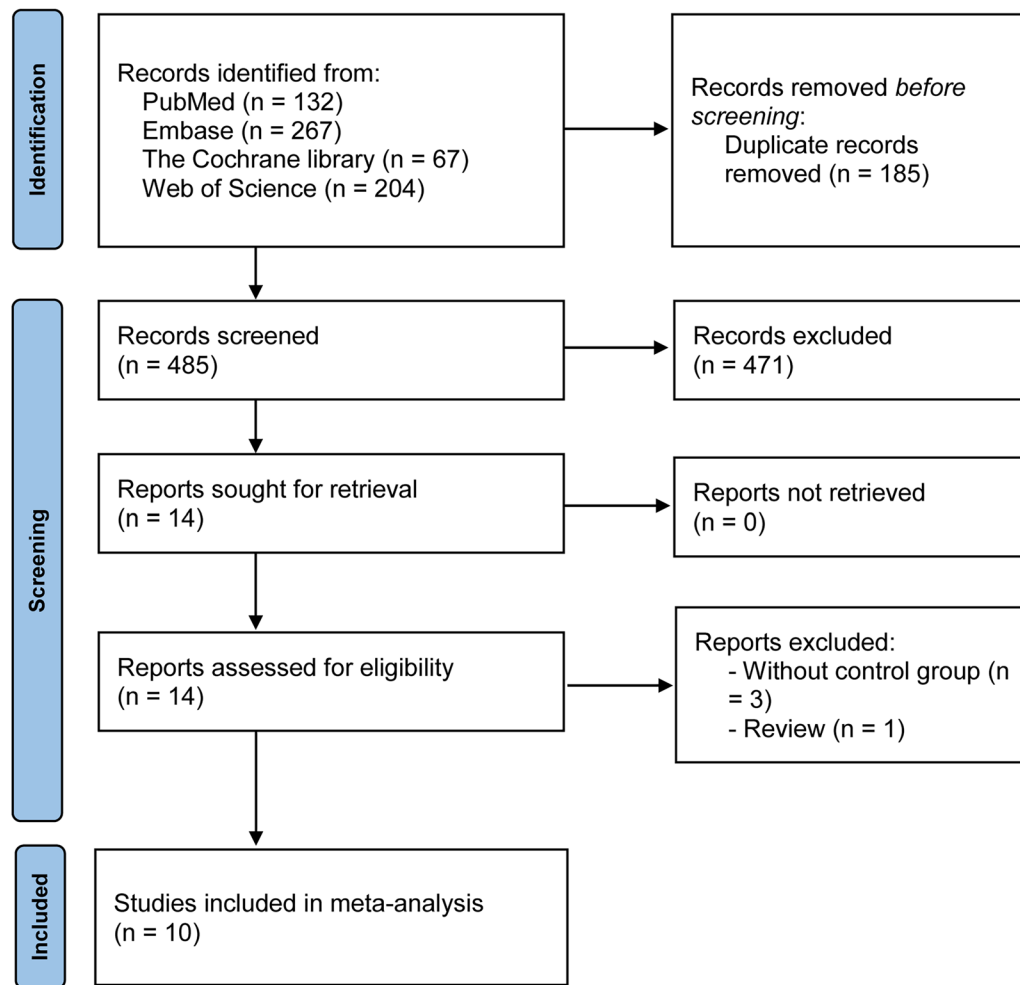 Identification
Records identified from:
PubMed (n = 132)
Embase (n = 267)
The Cochrane library (n = 67)
Web of Science (n = 204)
Records removed before
screening:
Duplicate records
removed (n = 185)
Screening
Records screened
(n = 485)
Records excluded
(n = 471)
Reports sought for retrieval
(n = 14)
Reports not retrieved
(n = 0)
Reports assessed for eligibility
(n = 14)
Reports excluded:
- Without control group (n
= 3)
- Review (n = 1)
Included
Studies included in meta-analysis
(n = 10)